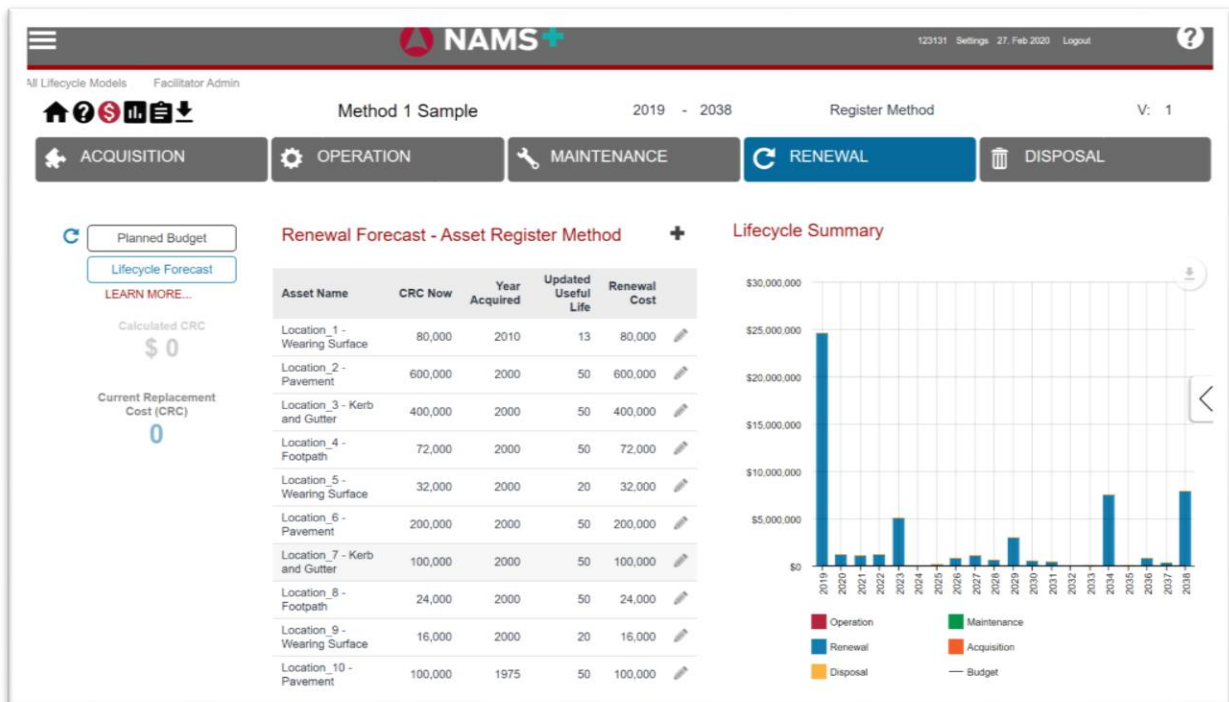 NAMS+
123131 Settings 27. Feb 2020 Logout
All Lifecycle Models Facilitator Admin
Method 1 Sample 2019 - 2038 Register Method V: 1
ACQUISITION OPERATION MAINTENANCE RENEWAL DISPOSAL
Planned Budget
Lifecycle Forecast
LEARN MORE...
Calculated CRC
$ 0
Current Replacement
Cost (CRC)
0
Renewal Forecast - Asset Register Method
Asset Name CRC Now Year Acquired Updated Useful Life Renewal Cost
Location_1 - Wearing Surface 80,000 2010 13 80,000
Location_2 - Pavement 600,000 2000 50 600,000
Location_3 - Kerb and Gutter 400,000 2000 50 400,000
Location_4 - Footpath 72,000 2000 50 72,000
Location_5 - Wearing Surface 32,000 2000 20 32,000
Location_6 - Pavement 200,000 2000 50 200,000
Location_7 - Kerb and Gutter 100,000 2000 50 100,000
Location_8 - Footpath 24,000 2000 50 24,000
Location_9 - Wearing Surface 16,000 2000 20 16,000
Location_10 - Pavement 100,000 1975 50 100,000
Lifecycle Summary
$30,000,000
$25,000,000
$20,000,000
$15,000,000
$10,000,000
$5,000,000
$0
2019 2020 2021 2022 2023 2024 2025 2026 2027 2028 2029 2030 2031 2032 2033 2034 2035 2036 2037 2038
Operation Maintenance
Renewal Acquisition
Disposal Budget